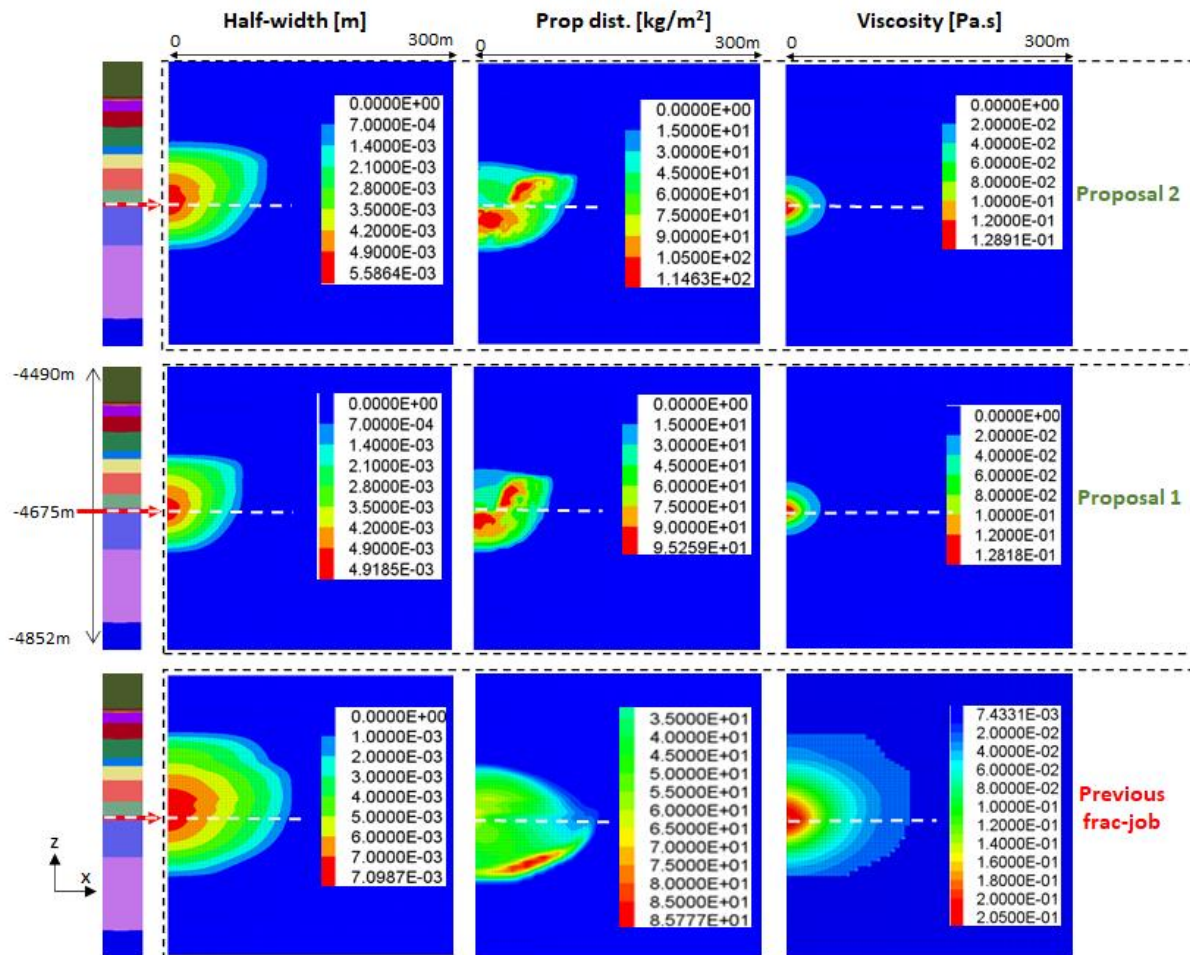 Half-width [m]
Prop dist. [kg/m²]
Viscosity [Pa.s]
0 300m
0 300m
0 300m
0.0000E+00
7.0000E-04
1.4000E-03
2.1000E-03
2.8000E-03
3.5000E-03
4.2000E-03
4.9000E-03
5.5864E-03
0.0000E+00
1.5000E+01
3.0000E+01
4.5000E+01
6.0000E+01
7.5000E+01
9.0000E+01
1.0500E+02
1.1463E+02
0.0000E+00
2.0000E-02
4.0000E-02
6.0000E-02
8.0000E-02
1.0000E-01
1.2000E-01
1.2891E-01
Proposal 2
-4490m
-4675m
-4852m
0.0000E+00
7.0000E-04
1.4000E-03
2.1000E-03
2.8000E-03
3.5000E-03
4.2000E-03
4.9000E-03
4.9185E-03
0.0000E+00
1.5000E+01
3.0000E+01
4.5000E+01
6.0000E+01
7.5000E+01
9.0000E+01
9.5259E+01
0.0000E+00
2.0000E-02
4.0000E-02
6.0000E-02
8.0000E-02
1.0000E-01
1.2000E-01
1.2818E-01
Proposal 1
z
x
0.0000E+00
1.0000E-03
2.0000E-03
3.0000E-03
4.0000E-03
5.0000E-03
6.0000E-03
7.0000E-03
7.0987E-03
3.5000E+01
4.0000E+01
4.5000E+01
5.0000E+01
5.5000E+01
6.0000E+01
6.5000E+01
7.0000E+01
7.5000E+01
8.0000E+01
8.5000E+01
8.5777E+01
7.4331E-03
2.0000E-02
4.0000E-02
6.0000E-02
8.0000E-02
1.0000E-01
1.2000E-01
1.4000E-01
1.6000E-01
1.8000E-01
2.0000E-01
2.0500E-01
Previous
frac-job